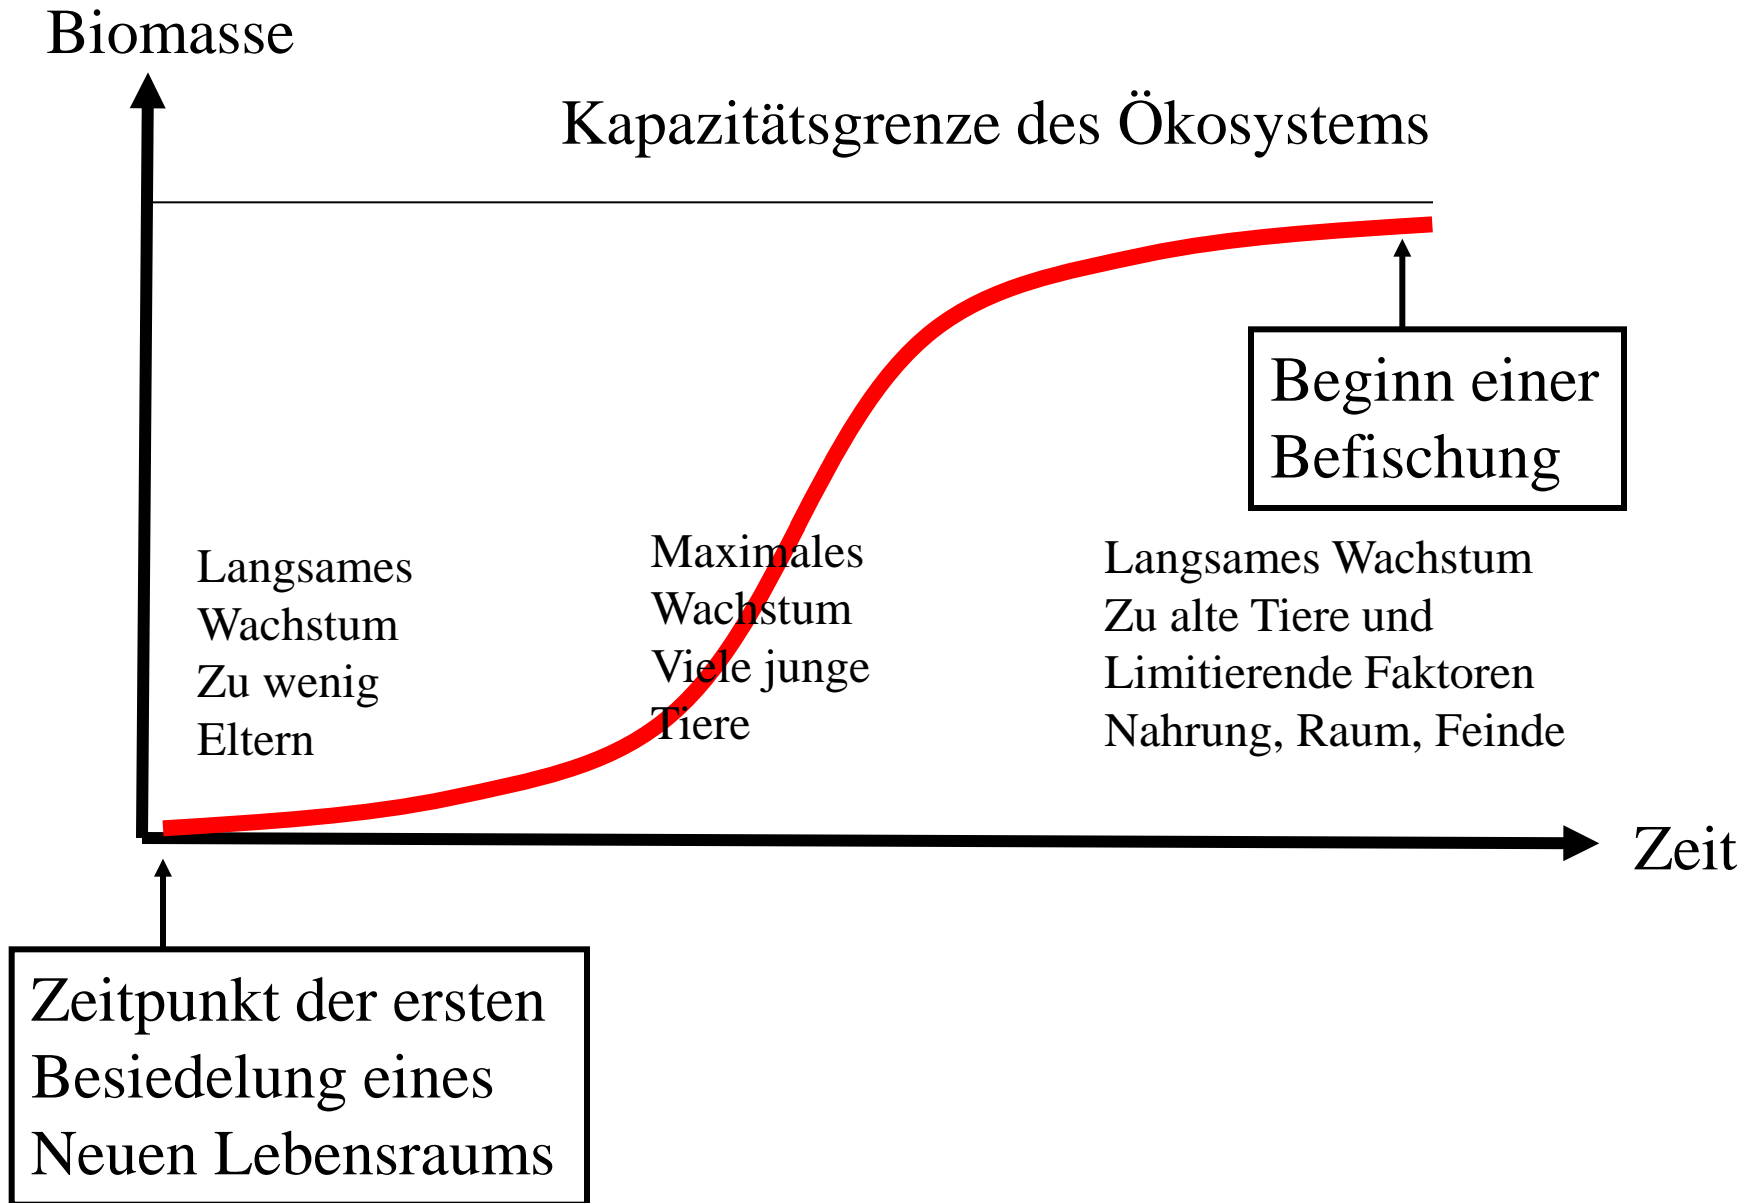 Biomasse
Kapazitätsgrenze des Ökosystems
Beginn einer
Befischung
Langsames
Wachstum
Zu wenig
Eltern
Maximales
Wachstum
Viele junge
Tiere
Langsames Wachstum
Zu alte Tiere und
Limitierende Faktoren
Nahrung, Raum, Feinde
Zeit
Zeitpunkt der ersten
Besiedelung eines
Neuen Lebensraums